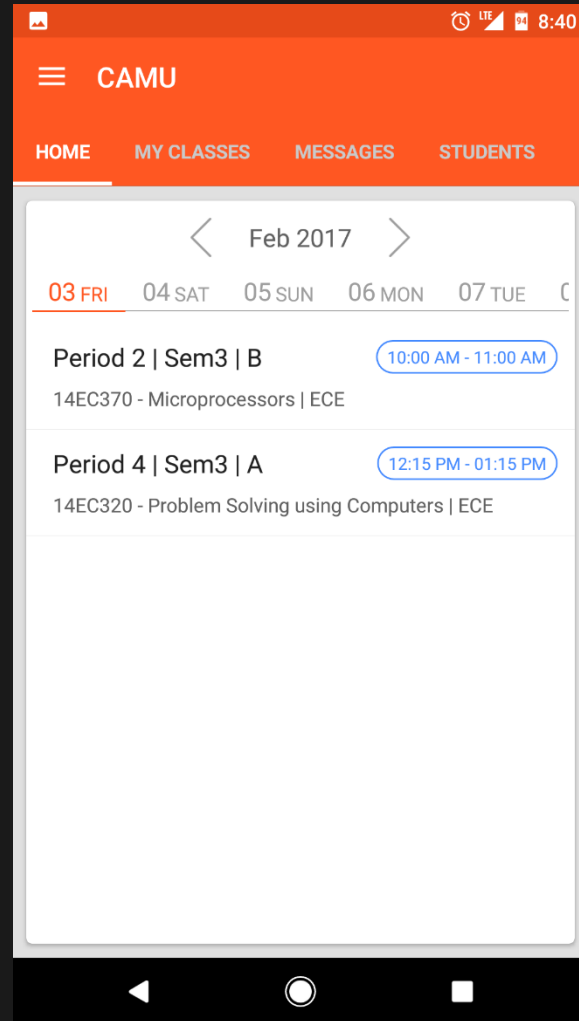 LTE 94 8:40
CAMU
HOME MY CLASSES MESSAGES STUDENTS
Feb 2017
03 FRI 04 SAT 05 SUN 06 MON 07 TUE
Period 2 | Sem3 | B 10:00 AM - 11:00 AM
14EC370 - Microprocessors | ECE
Period 4 | Sem3 | A 12:15 PM - 01:15 PM
14EC320 - Problem Solving using Computers | ECE